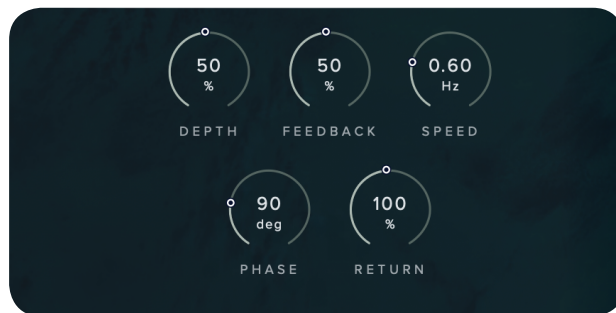 50 50 0.60
% % Hz
DEPTH FEEDBACK SPEED
90 100
deg %
PHASE RETURN